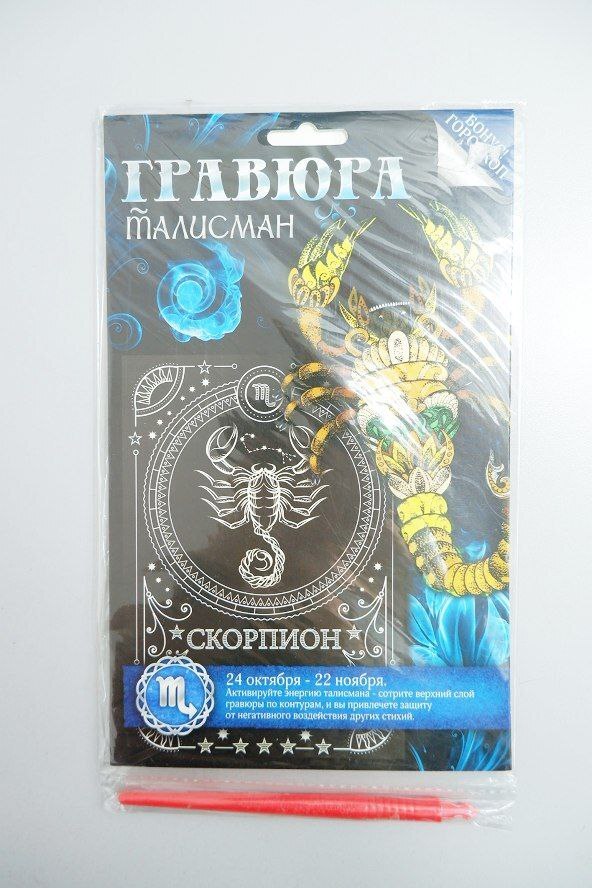 БОНУС!
ГОРОСКОП
ГРАВЮРА
ТАЛИСМАН
СКОРПИОН
24 октября - 22 ноября.
Активируйте энергию талисмана - сотрите верхний слой
гравюры по контурам, и вы привлечете защиту
от негативного воздействия других стихий.